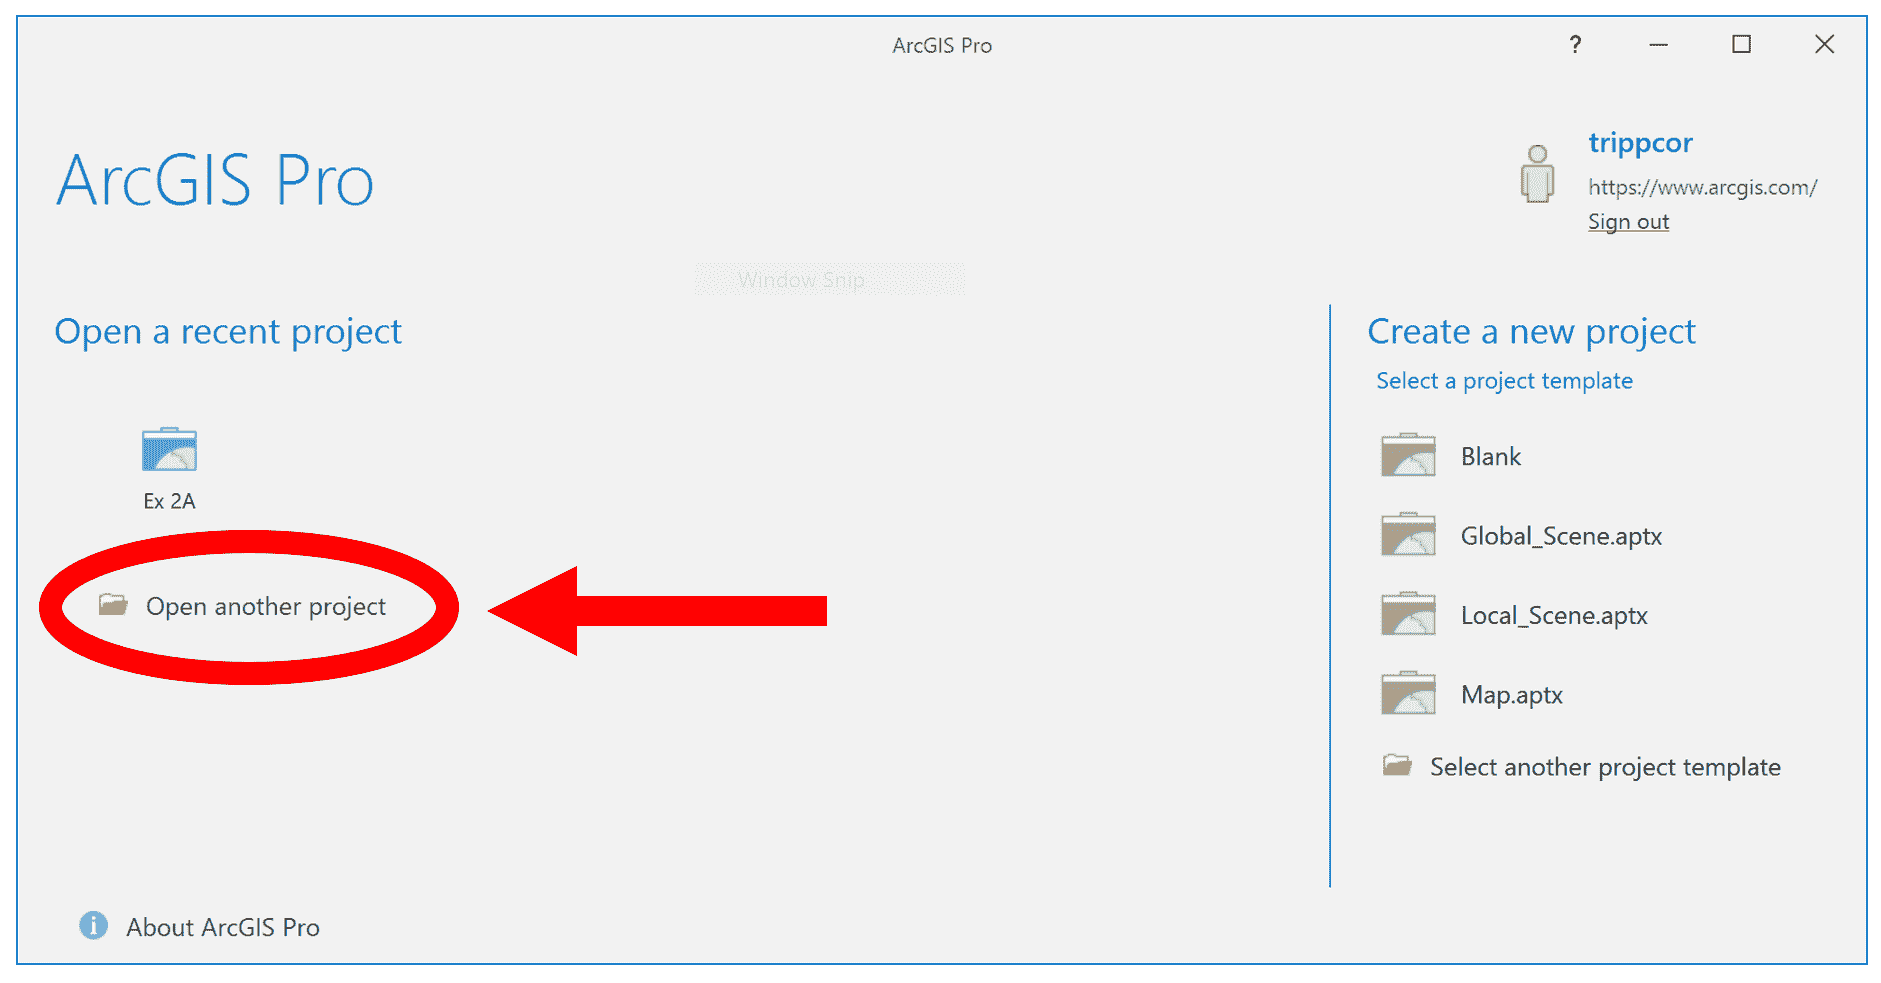 ArcGIS Pro
?
ArcGIS Pro
trippcor
https://www.arcgis.com/
Sign out
Window Snip
Open a recent project
Ex 2A
Open another project
Create a new project
Select a project template
Blank
Global_Scene.aptx
Local_Scene.aptx
Map.aptx
Select another project template
i
About ArcGIS Pro